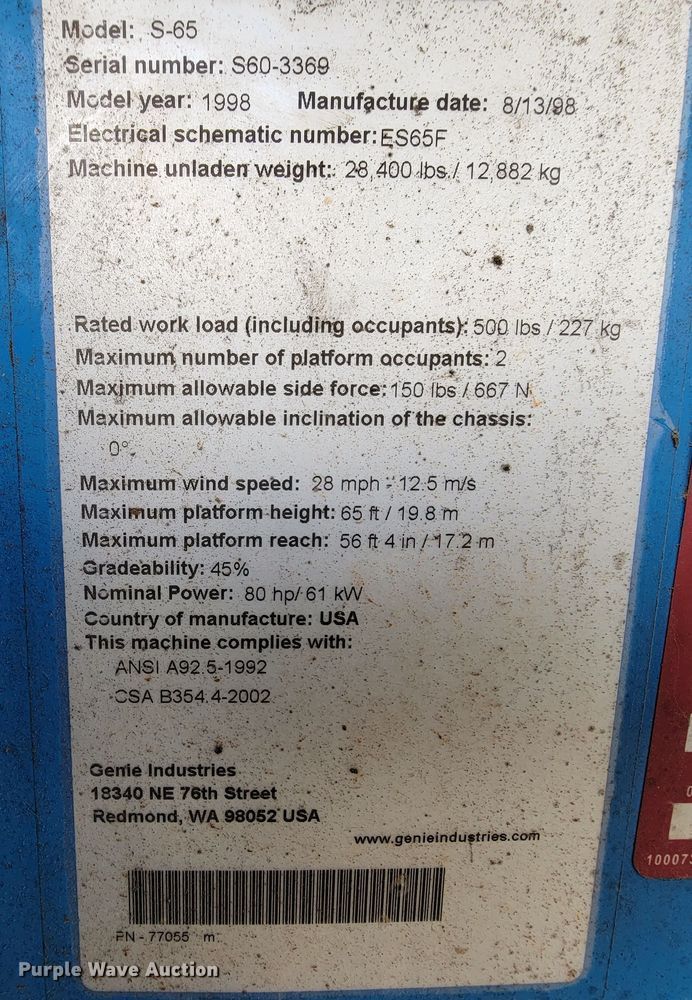 Model: S-65
Serial number: S60-3369
Model year: 1998 Manufacture date: 8/13/98
Electrical schematic number: ES65F
Machine unladen weight: 28,400 lbs / 12,882 kg
Rated work load (including occupants): 500 lbs / 227 kg
Maximum number of platform occupants: 2
Maximum allowable side force: 150 lbs / 667 N
Maximum allowable inclination of the chassis:
0°
Maximum wind speed: 28 mph - 12.5 m/s
Maximum platform height: 65 ft / 19.8 m
Maximum platform reach: 56 ft 4 in / 17.2 m
Gradeability: 45%
Nominal Power: 80 hp/ 61 kW
Country of manufacture: USA
This machine complies with:
ANSI A92.5-1992
CSA B354.4-2002
Genie Industries
18340 NE 76th Street
Redmond, WA 98052 USA
www.genieindustries.com
PN - 77055
10007
Purple Wave Auction